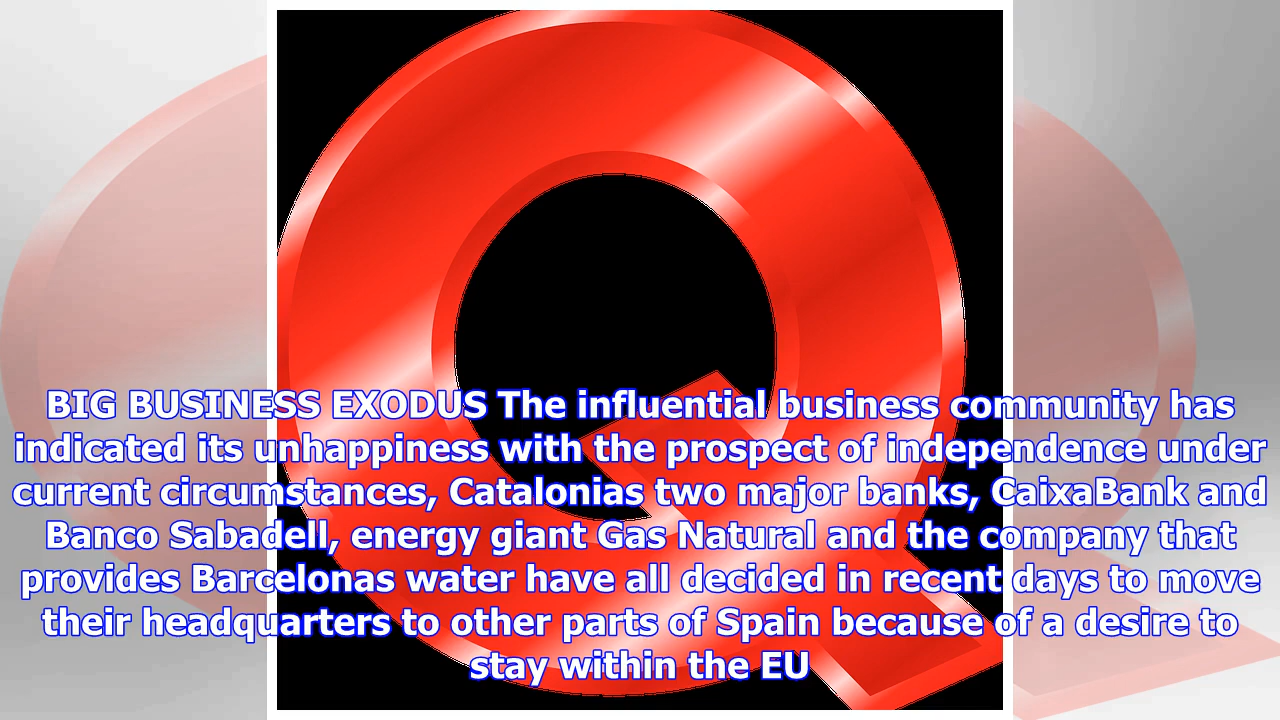 Q
BIG BUSINESS EXODUS The influential business community has
indicated its unhappiness with the prospect of independence under
current circumstances, Catalonias two major banks, CaixaBank and
Banco Sabadell, energy giant Gas Natural and the company that
provides Barcelonas water have all decided in recent days to move
their headquarters to other parts of Spain because of a desire to
stay within the EU